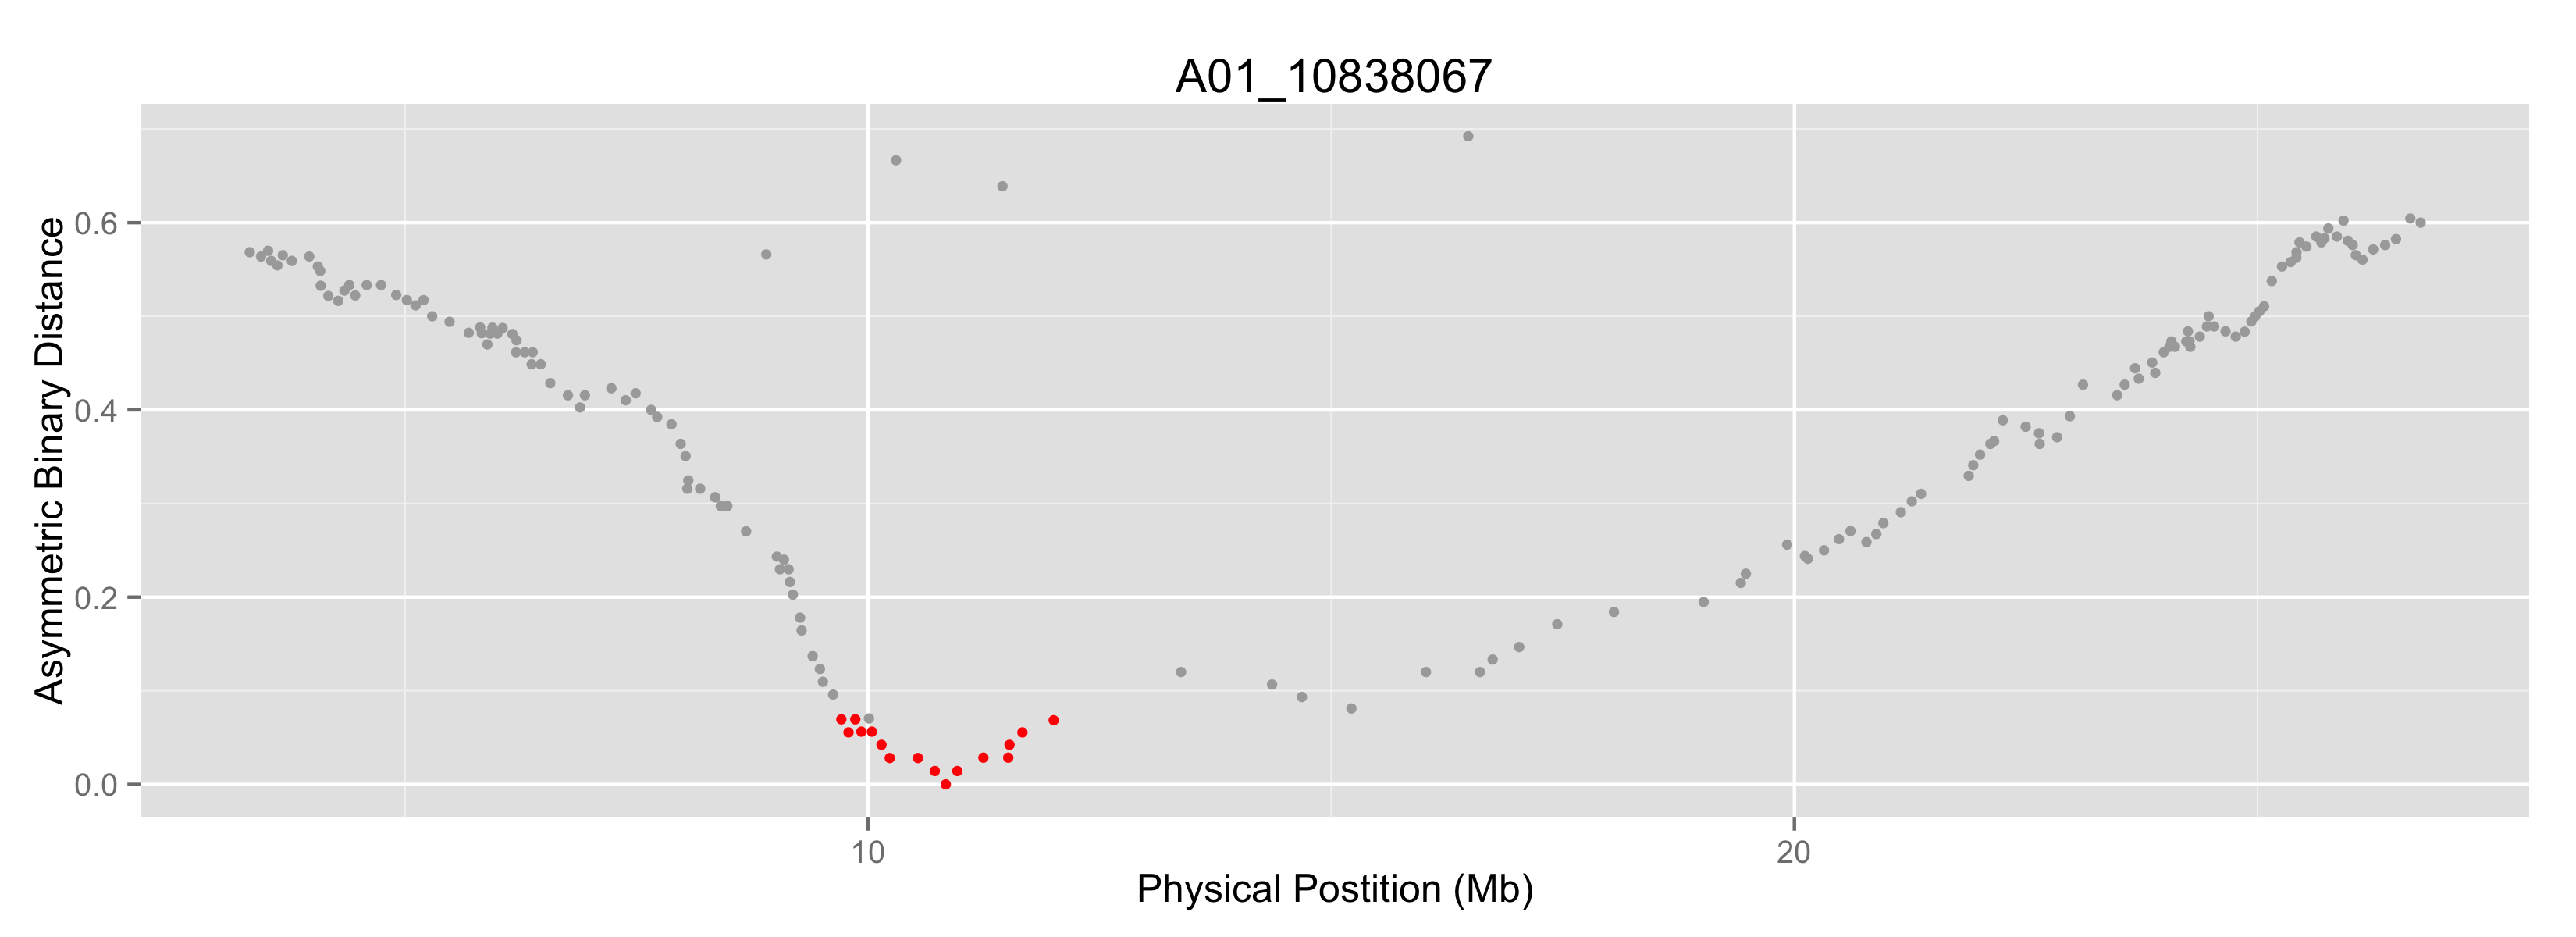 A01_10838067
Asymmetric Binary Distance
0.6
0.4
0.2
0.0
10 20
Physical Postition (Mb)